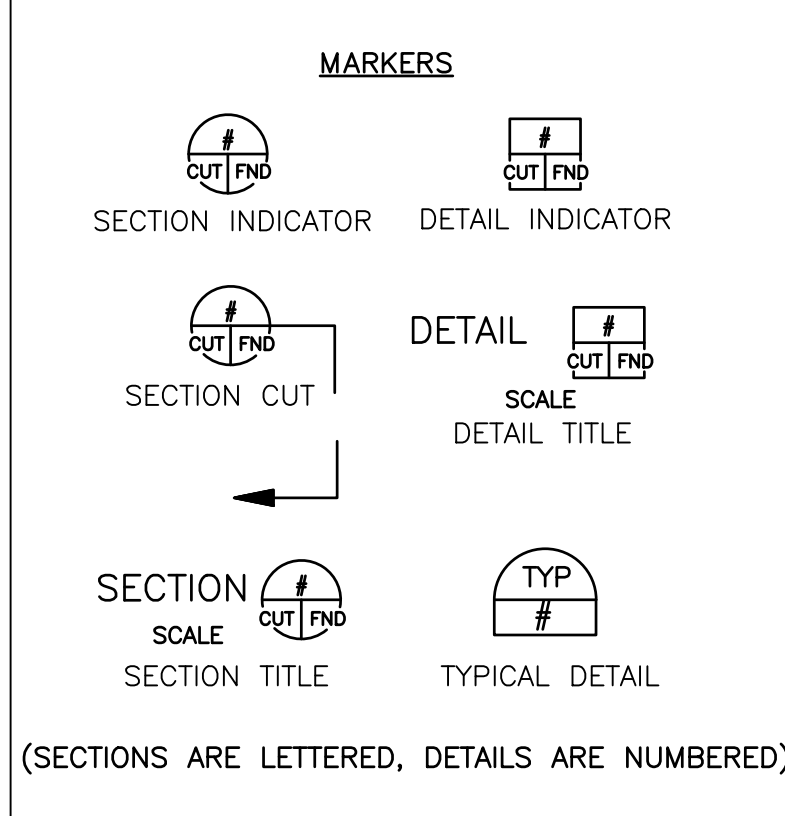 MARKERS
#
CUT FND
SECTION INDICATOR
#
CUT FND
DETAIL INDICATOR
#
CUT FND
SECTION CUT
DETAIL
#
CUT FND
SCALE
DETAIL TITLE
SECTION
#
CUT FND
SCALE
SECTION TITLE
TYP
#
TYPICAL DETAIL
(SECTIONS ARE LETTERED, DETAILS ARE NUMBERED)